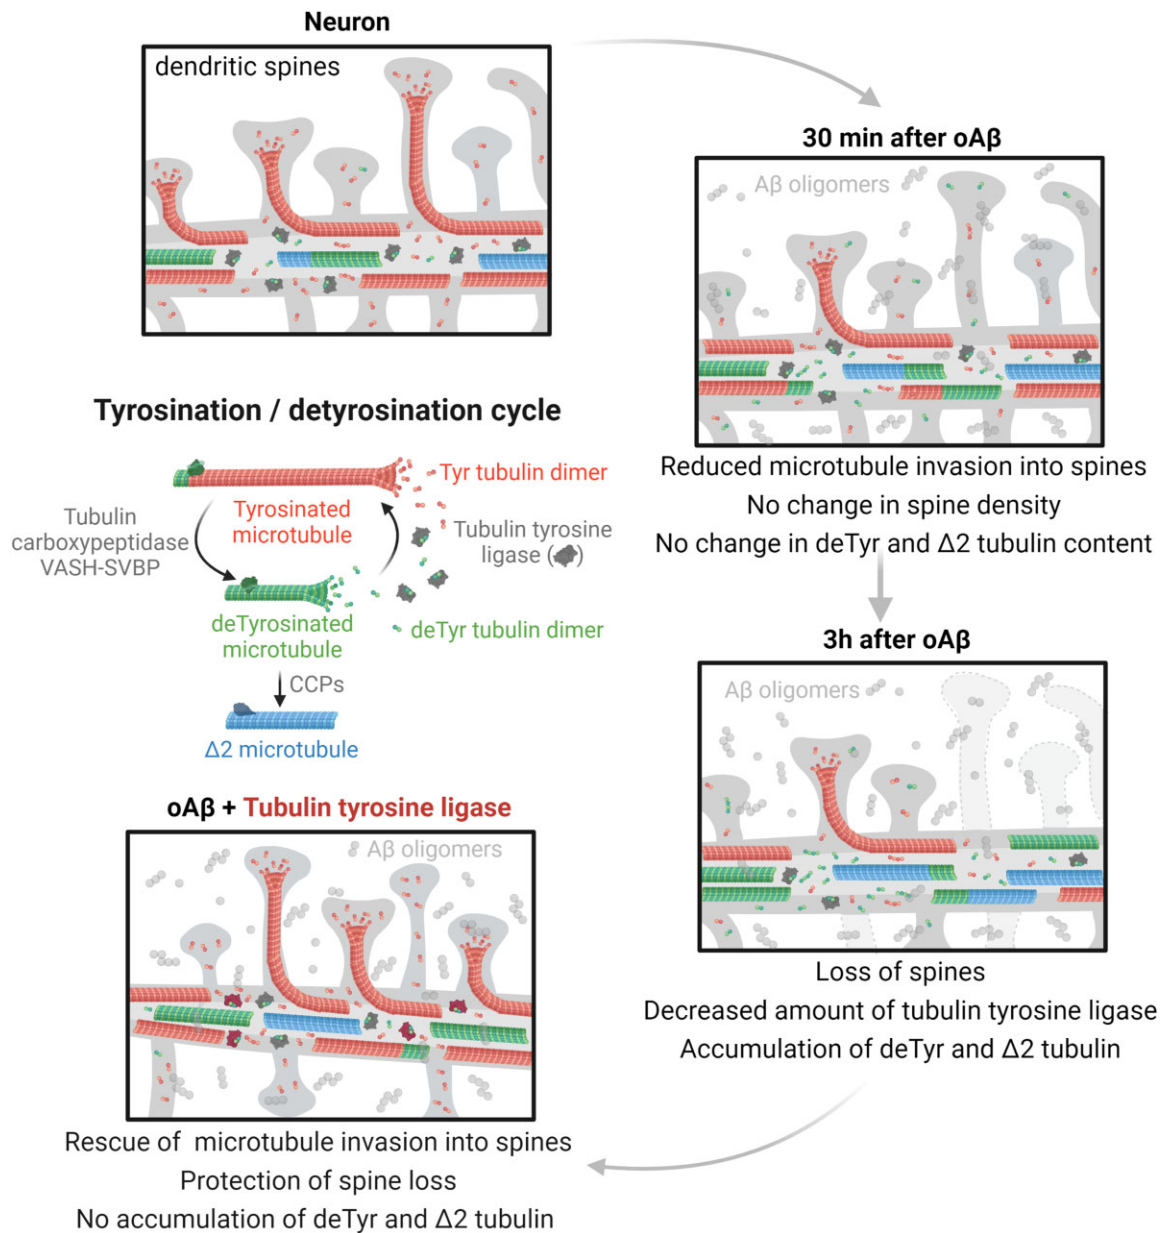 Neuron
dendritic spines
30 min after oAβ
Aβ oligomers
Reduced microtubule invasion into spines
No change in spine density
No change in deTyr and Δ2 tubulin content
Tyrosination / detyrosination cycle
Tyr tubulin dimer
Tubulin
carboxypeptidase
VASH-SVBP
Tyrosinated
microtubule
Tubulin tyrosine
ligase ( )
deTyrosinated
microtubule
deTyr tubulin dimer
CCPs
Δ2 microtubule
3h after oAβ
Aβ oligomers
Loss of spines
Decreased amount of tubulin tyrosine ligase
Accumulation of deTyr and Δ2 tubulin
oAβ + Tubulin tyrosine ligase
Aβ oligomers
Rescue of microtubule invasion into spines
Protection of spine loss
No accumulation of deTyr and Δ2 tubulin